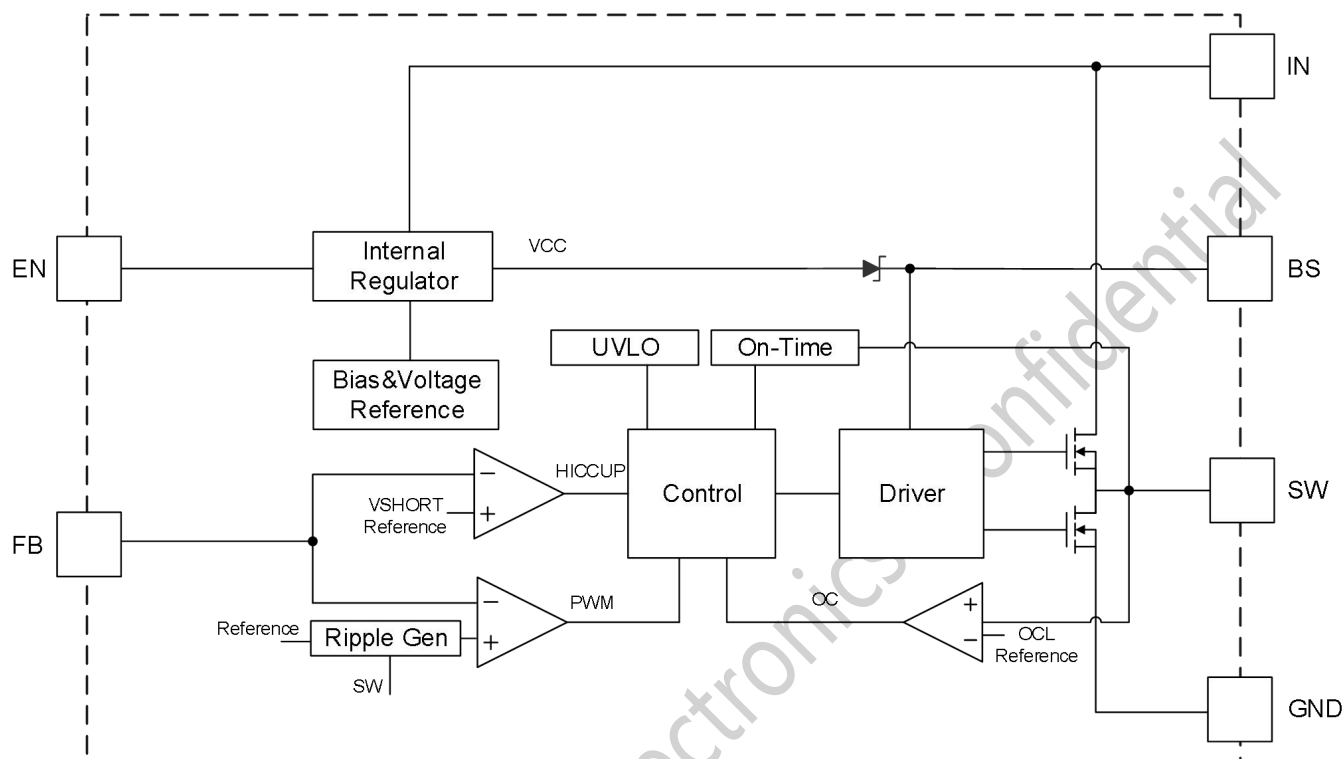 IN
EN
Internal
Regulator
VCC
BS
UVLO
On-Time
Bias&Voltage
Reference
HICCUP
Control
Driver
SW
VSHORT
Reference
−
+
FB
PWM
OC
−
+
Reference
Ripple Gen
SW
+
−
OCL
Reference
GND
Confidential